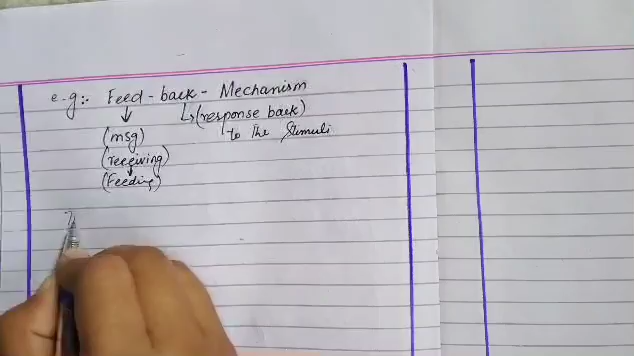 e-g:- Feed-back- Mechanism
↓ ↳(response back)
(msg) to the Stimuli
(receiving)
↓
(Feeding)